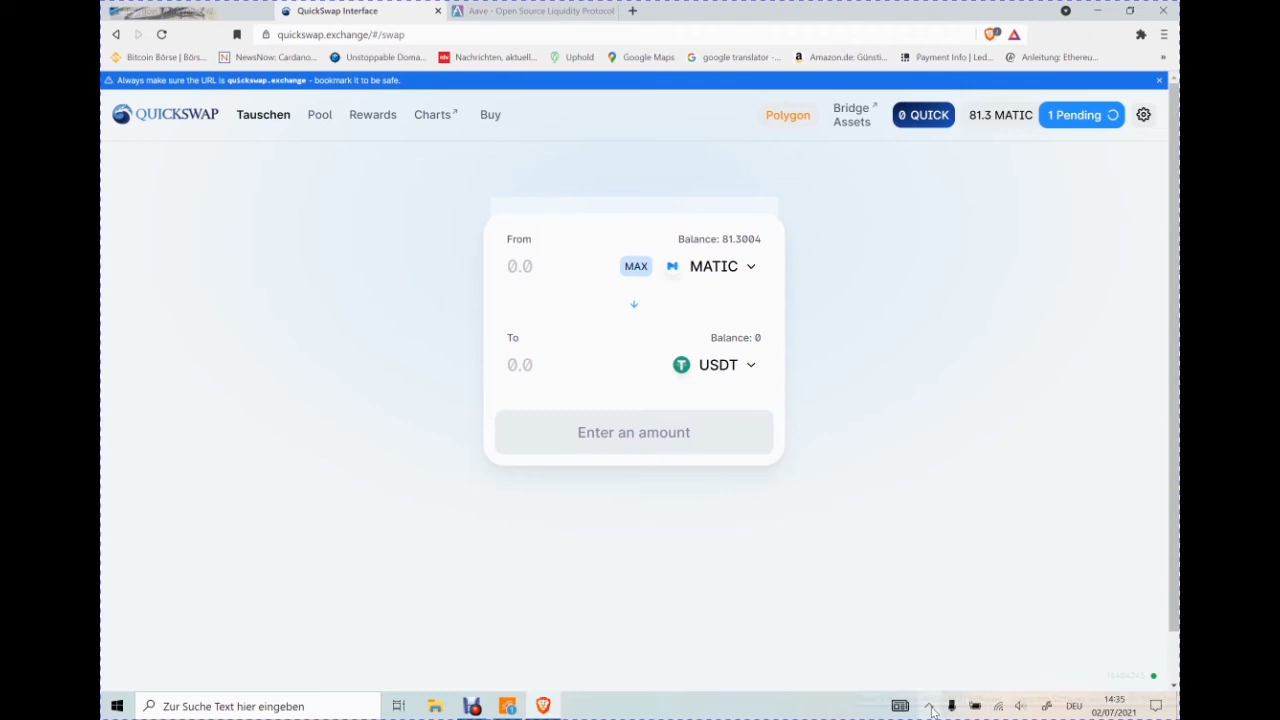 QuickSwap Interface
Aave - Open Source Liquidity Protocol
quickswap.exchange/#/swap
Bitcoin Börse | Börs...
NewsNow: Cardano...
Unstoppable Doma...
Nachrichten, aktuell...
Uphold
Google Maps
google translator -...
Amazon.de: Günsti...
Payment Info | Led...
Anleitung: Ethereu...
»
Always make sure the URL is quickswap.exchange - bookmark it to be safe.
QUICKSWAP
Tauschen
Pool
Rewards
Charts↗
Buy
Polygon
Bridge↗
Assets
0 QUICK
81.3 MATIC
1 Pending
From
Balance: 81.3004
0.0
MAX
MATIC
To
Balance: 0
0.0
USDT
Enter an amount
Zur Suche Text hier eingeben
DEU
14:35
02/07/2021